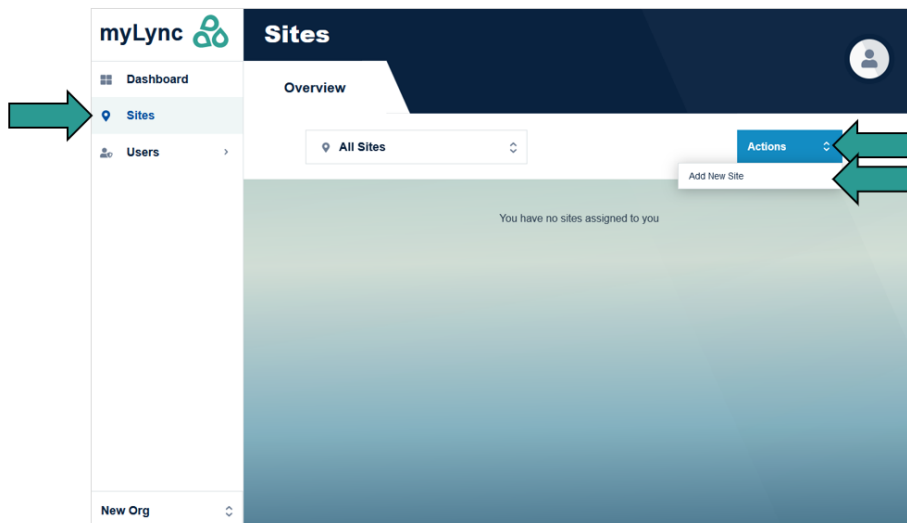 myLync
Sites
Dashboard
Overview
Sites
Users
All Sites
Actions
Add New Site
You have no sites assigned to you
New Org